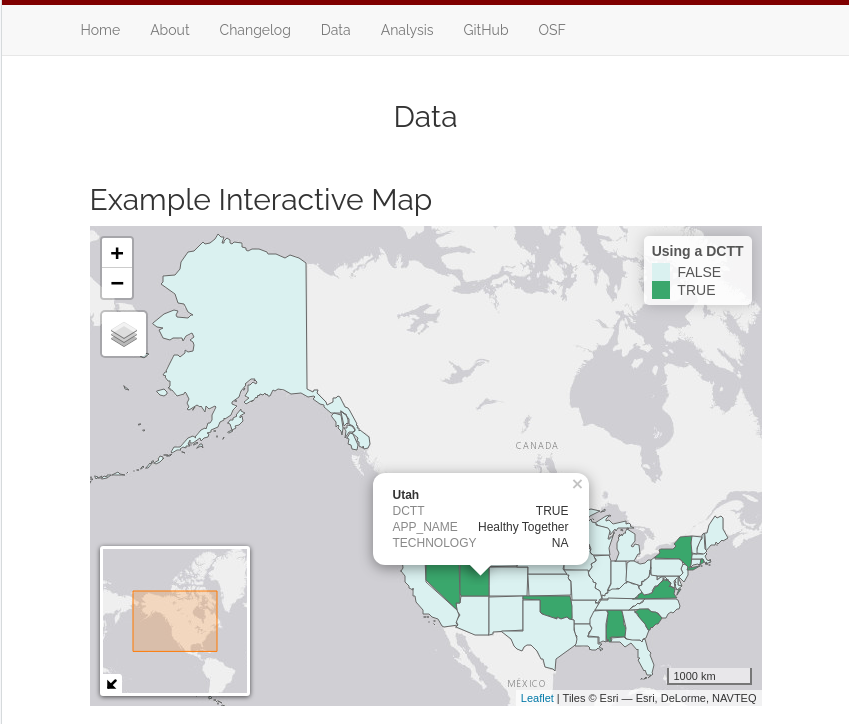 Home About Changelog Data Analysis GitHub OSF
Data
Example Interactive Map
+
−
Using a DCTT
FALSE
TRUE
CANADA
×
Utah
DCTT TRUE
APP_NAME Healthy Together
TECHNOLOGY NA
1000 km
MÉXICO
Leaflet | Tiles © Esri — Esri, DeLorme, NAVTEQ